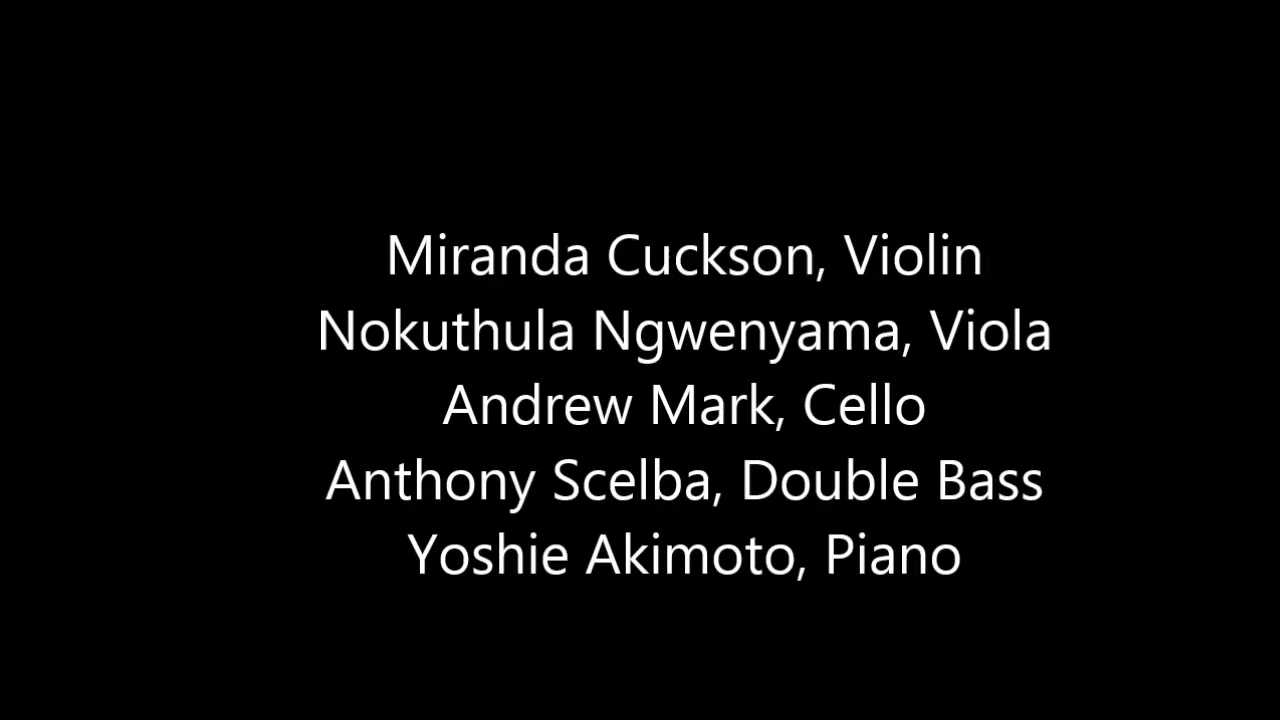 Miranda Cuckson, Violin
Nokuthula Ngwenyama, Viola
Andrew Mark, Cello
Anthony Scelba, Double Bass
Yoshie Akimoto, Piano